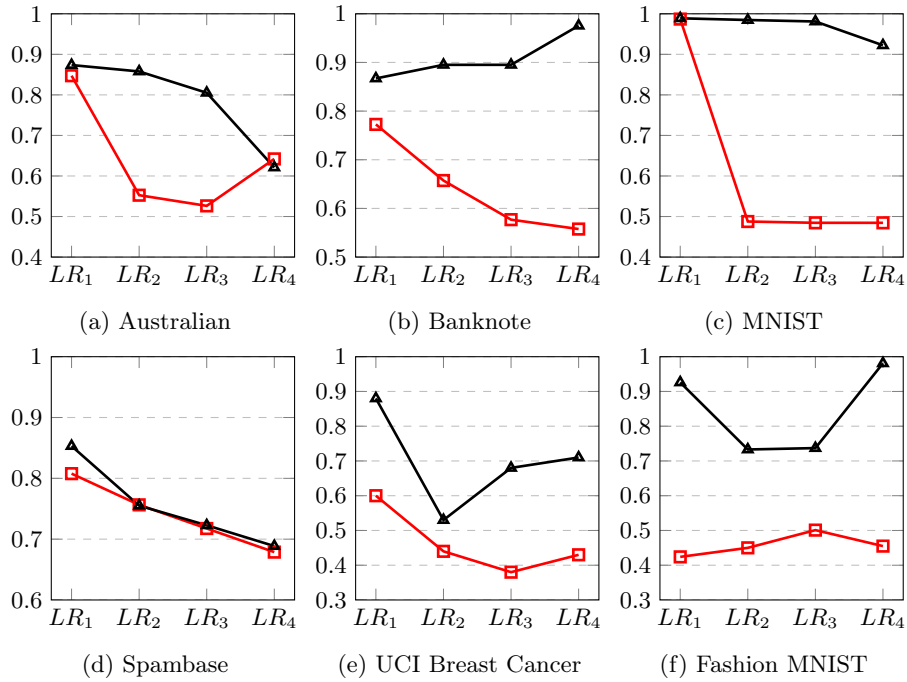 1 1 1
0.9 0.9 0.9
0.8 0.8 0.8
0.7 0.7 0.7
0.6 0.6 0.6
0.5 0.5 0.5
0.4 0.4
LR₁ LR₂ LR₃ LR₄ LR₁ LR₂ LR₃ LR₄ LR₁ LR₂ LR₃ LR₄
(a) Australian (b) Banknote (c) MNIST
1 1 1
0.9 0.9 0.9
0.8 0.8 0.8
0.7 0.7 0.7
0.6 0.6 0.6
0.5 0.5
0.4 0.4
0.3 0.3
LR₁ LR₂ LR₃ LR₄ LR₁ LR₂ LR₃ LR₄ LR₁ LR₂ LR₃ LR₄
(d) Spambase (e) UCI Breast Cancer (f) Fashion MNIST